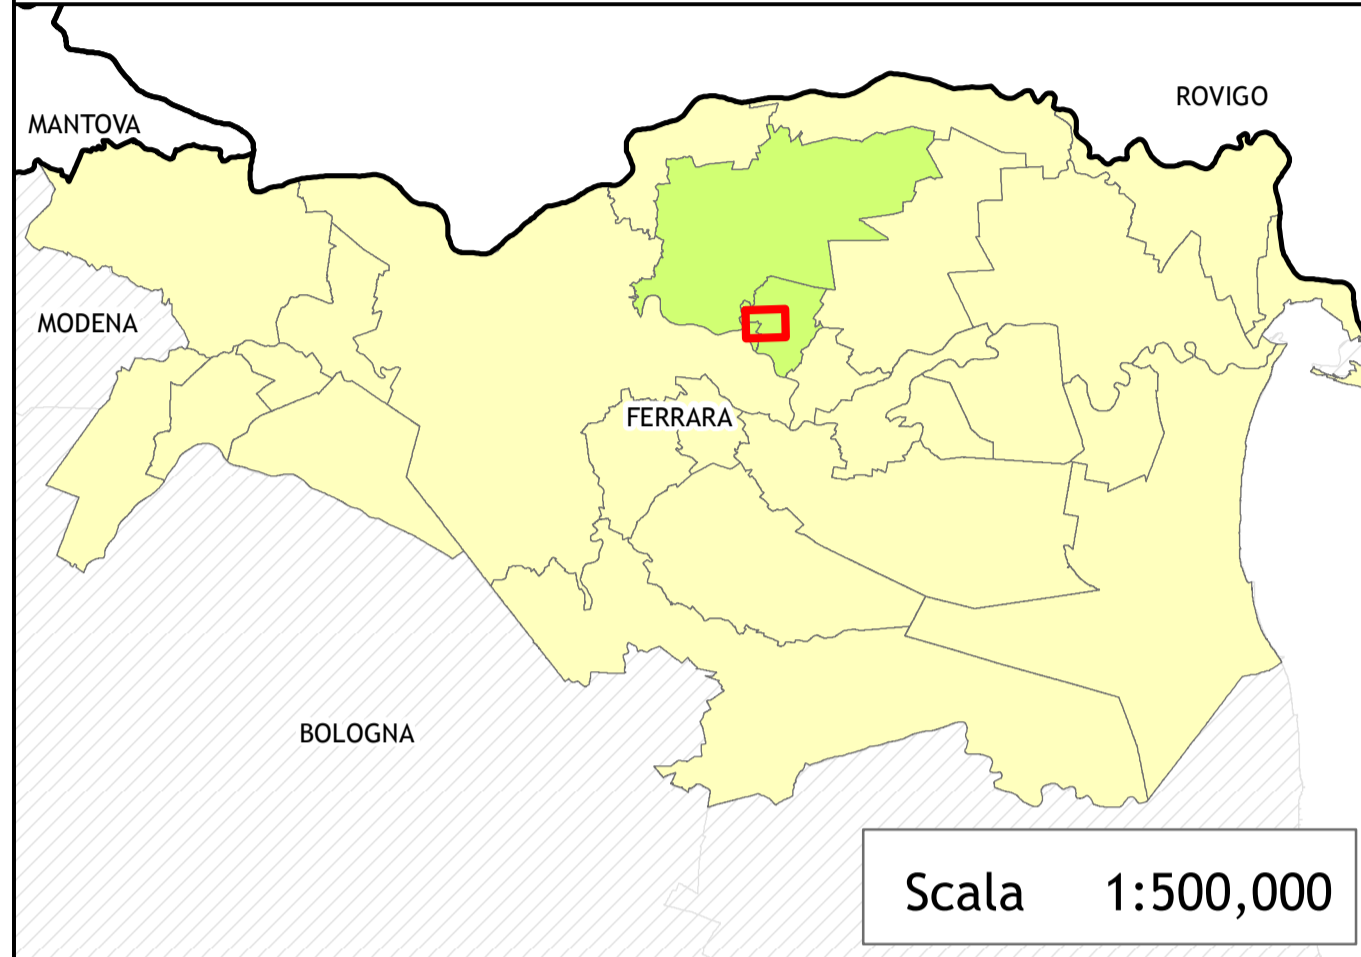 ROVIGO
MANTOVA
MODENA
FERRARA
BOLOGNA
Scala 1:500,000